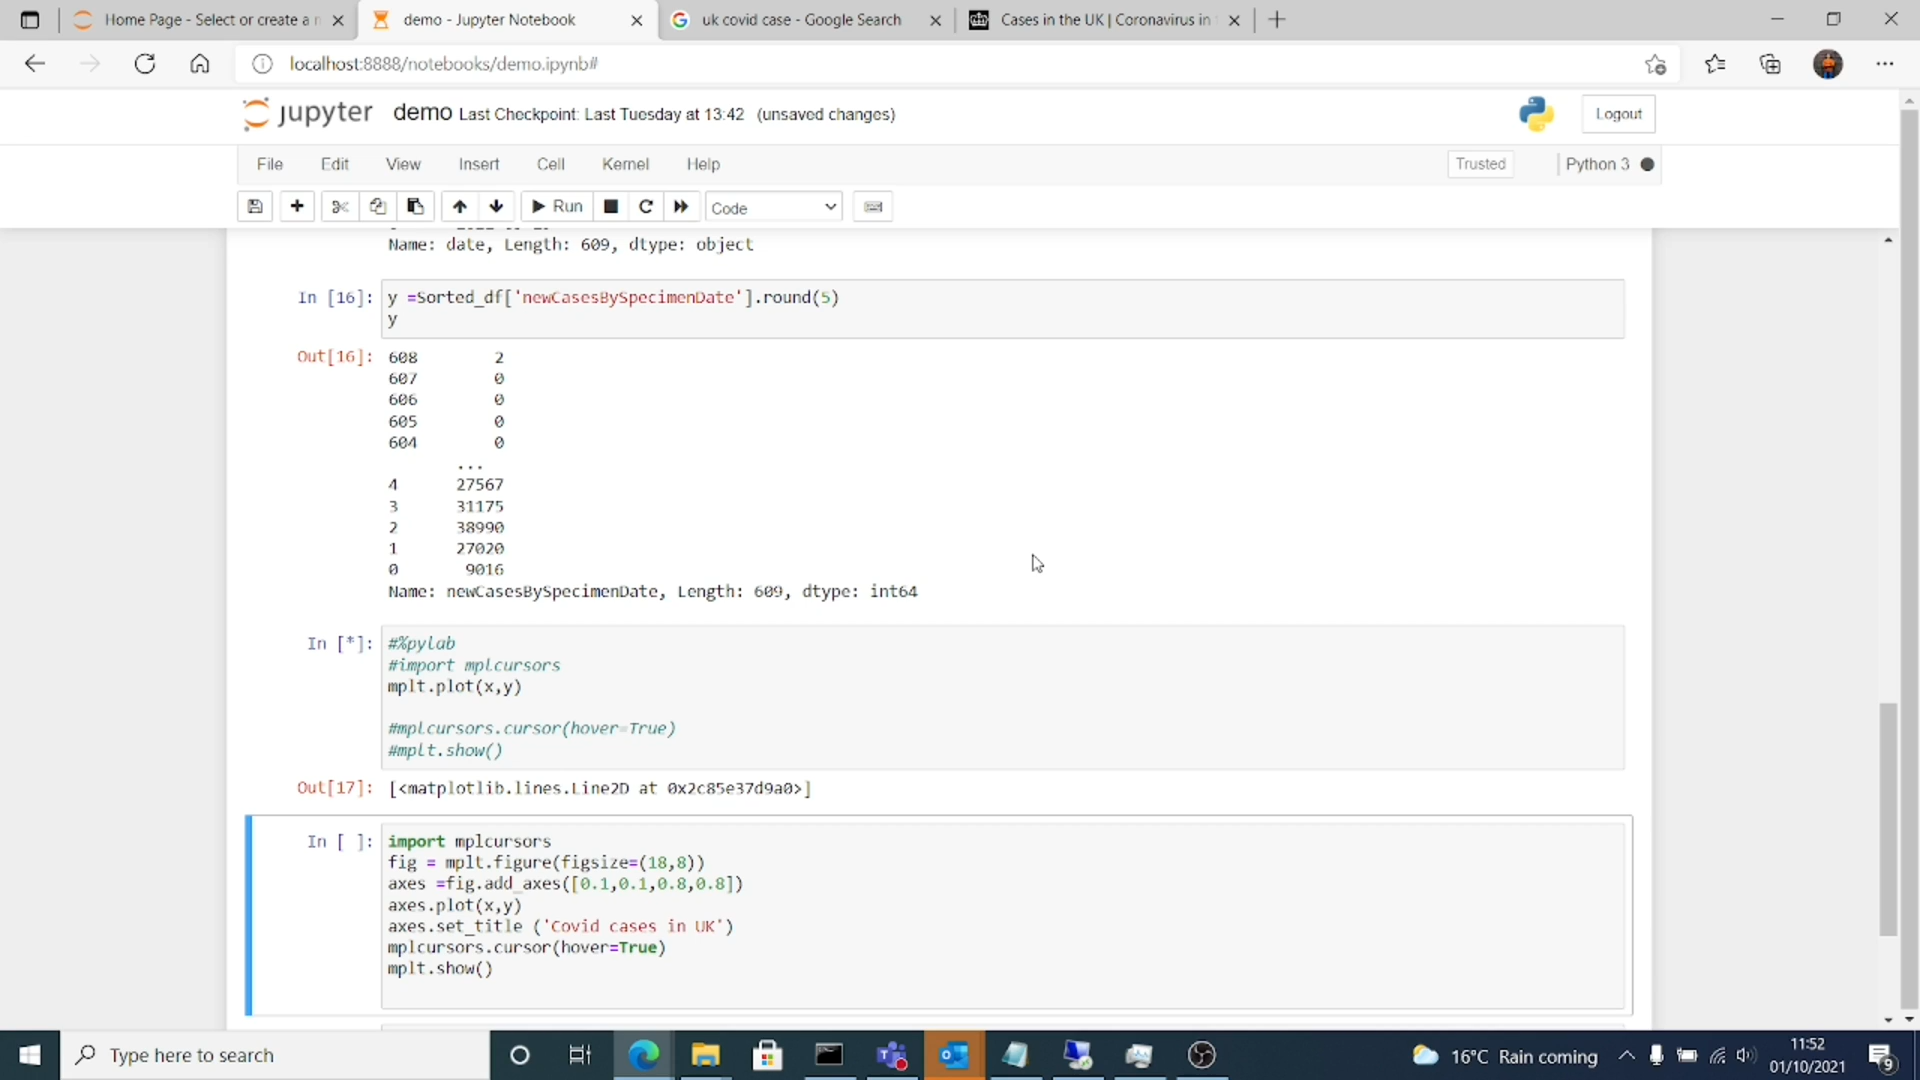 Home Page - Select or create a n
demo - Jupyter Notebook
uk covid case - Google Search
Cases in the UK | Coronavirus in
localhost:8888/notebooks/demo.ipynb#
jupyter demo Last Checkpoint: Last Tuesday at 13:42 (unsaved changes)
Logout
File Edit View Insert Cell Kernel Help
Trusted
Python 3
Run
Code
Name: date, Length: 609, dtype: object
In [16]: y =Sorted_df['newCasesBySpecimenDate'].round(5)
y
Out[16]: 608 2
607 0
606 0
605 0
604 0
...
4 27567
3 31175
2 38990
1 27020
0 9016
Name: newCasesBySpecimenDate, Length: 609, dtype: int64
In [*]: #%pylab
#import mplcursors
mplt.plot(x,y)
#mplcursors.cursor(hover=True)
#mplt.show()
Out[17]: [<matplotlib.lines.Line2D at 0x2c85e37d9a0>]
In [ ]: import mplcursors
fig = mplt.figure(figsize=(18,8))
axes =fig.add_axes([0.1,0.1,0.8,0.8])
axes.plot(x,y)
axes.set_title ('Covid cases in UK')
mplcursors.cursor(hover=True)
mplt.show()
Type here to search
16°C Rain coming
11:52
01/10/2021
9